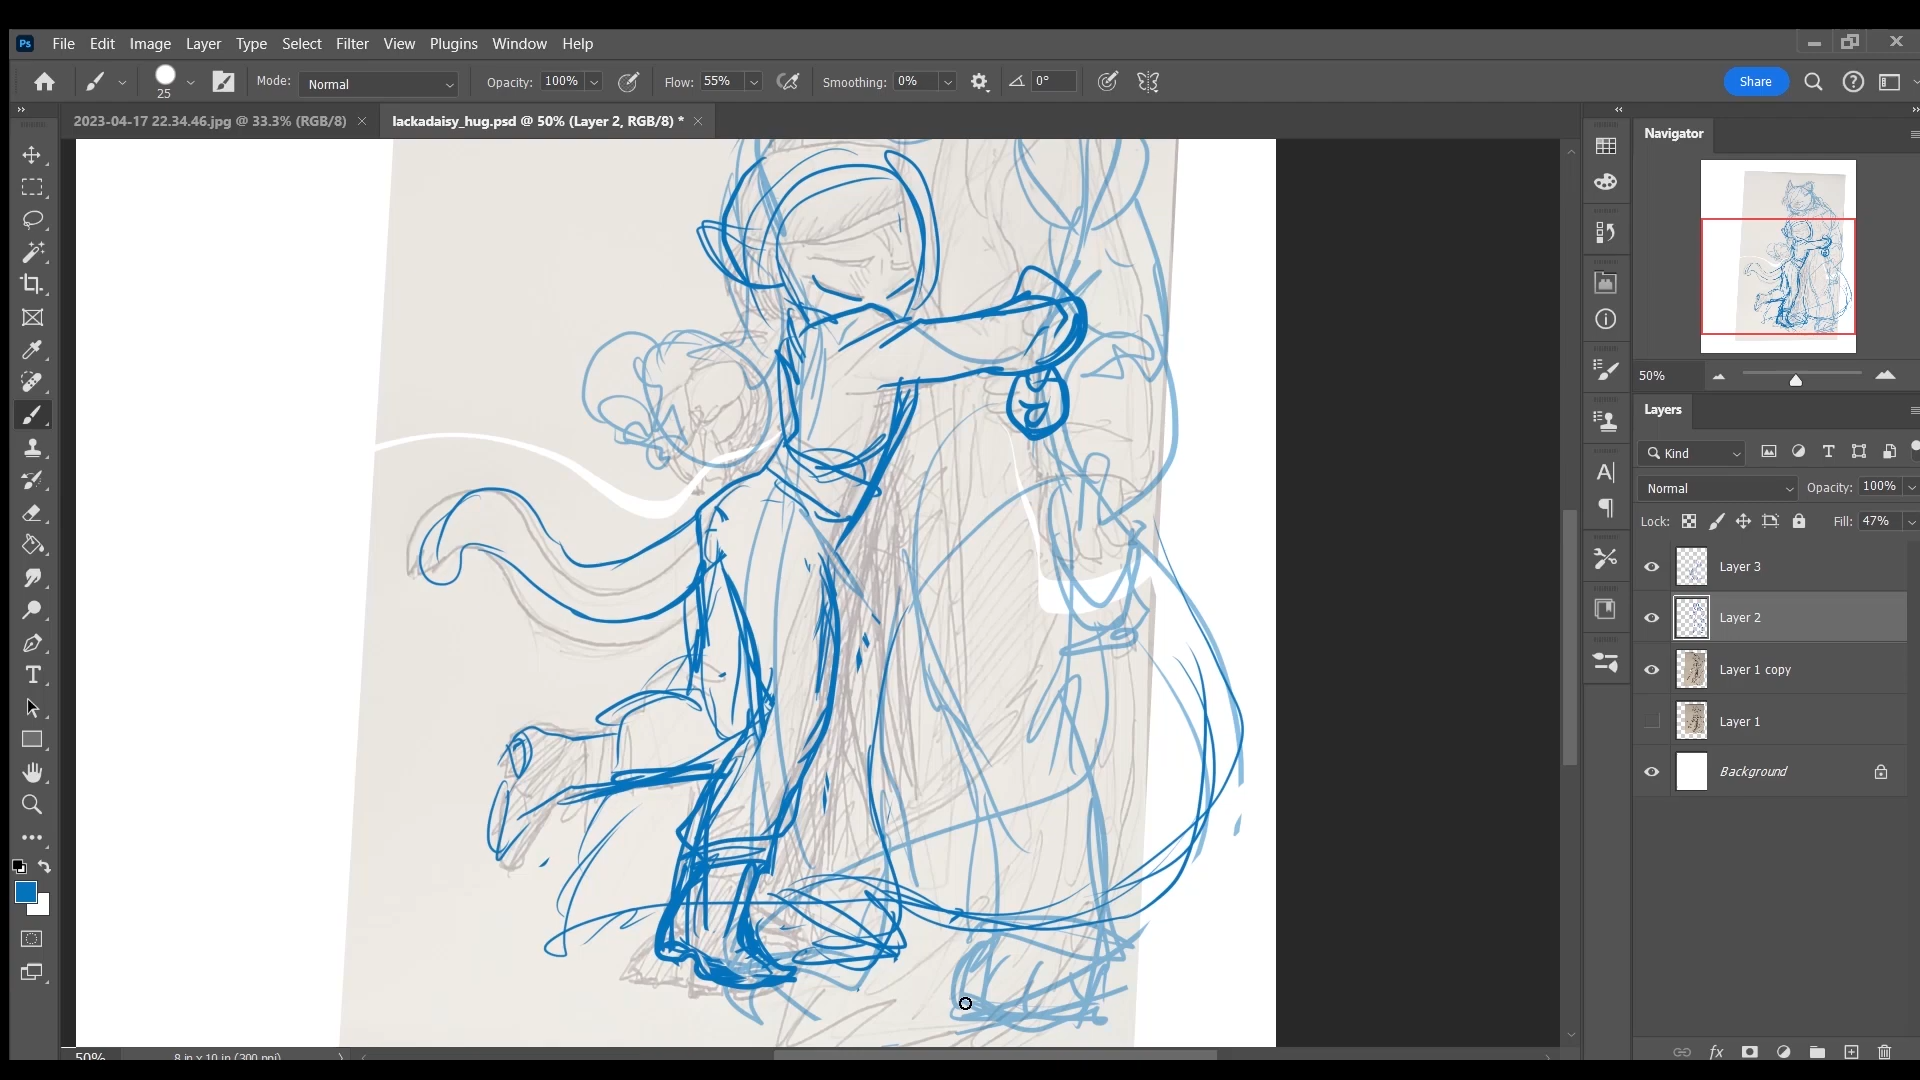 Ps File Edit Image Layer Type Select Filter View Plugins Window Help
25 Mode: Normal Opacity: 100% Flow: 55% Smoothing: 0% 0° Share
2023-04-17 22.34.46.jpg @ 33.3% (RGB/8) lackadaisy_hug.psd @ 50% (Layer 2, RGB/8) *
Navigator
50%
Layers
Kind
Normal Opacity: 100%
Lock: Fill: 47%
Layer 3
Layer 2
Layer 1 copy
Layer 1
Background
50% 8 in x 10 in (300 ppi)